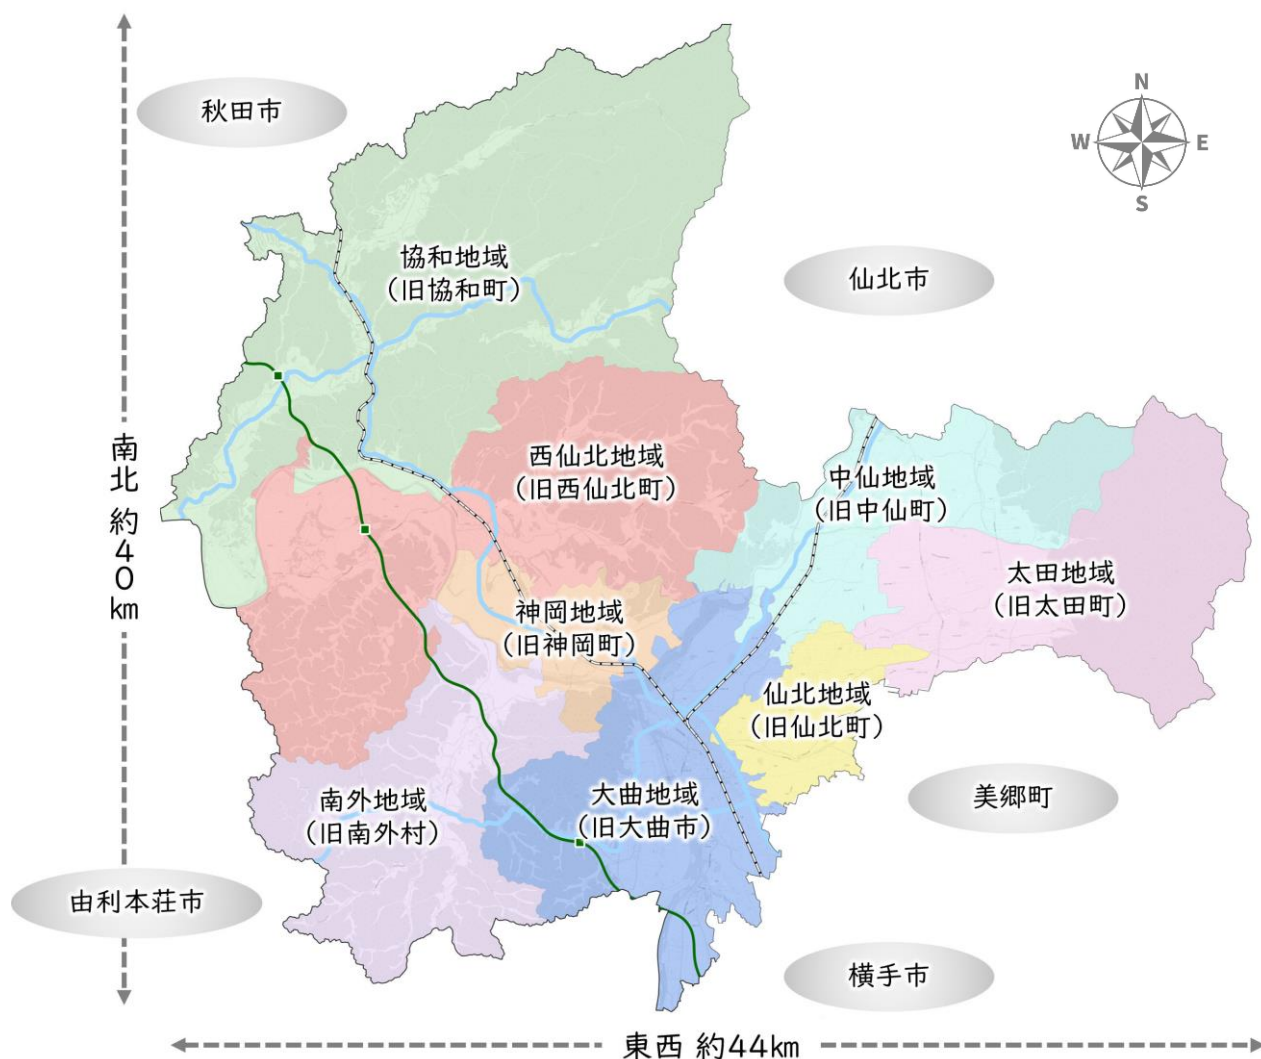 秋田市
N
W
E
S
協和地域
(旧協和町)
仙北市
南北 約40km
西仙北地域
(旧西仙北町)
中仙地域
(旧中仙町)
太田地域
(旧太田町)
神岡地域
(旧神岡町)
仙北地域
(旧仙北町)
南外地域
(旧南外村)
大曲地域
(旧大曲市)
美郷町
由利本荘市
横手市
東西 約44km